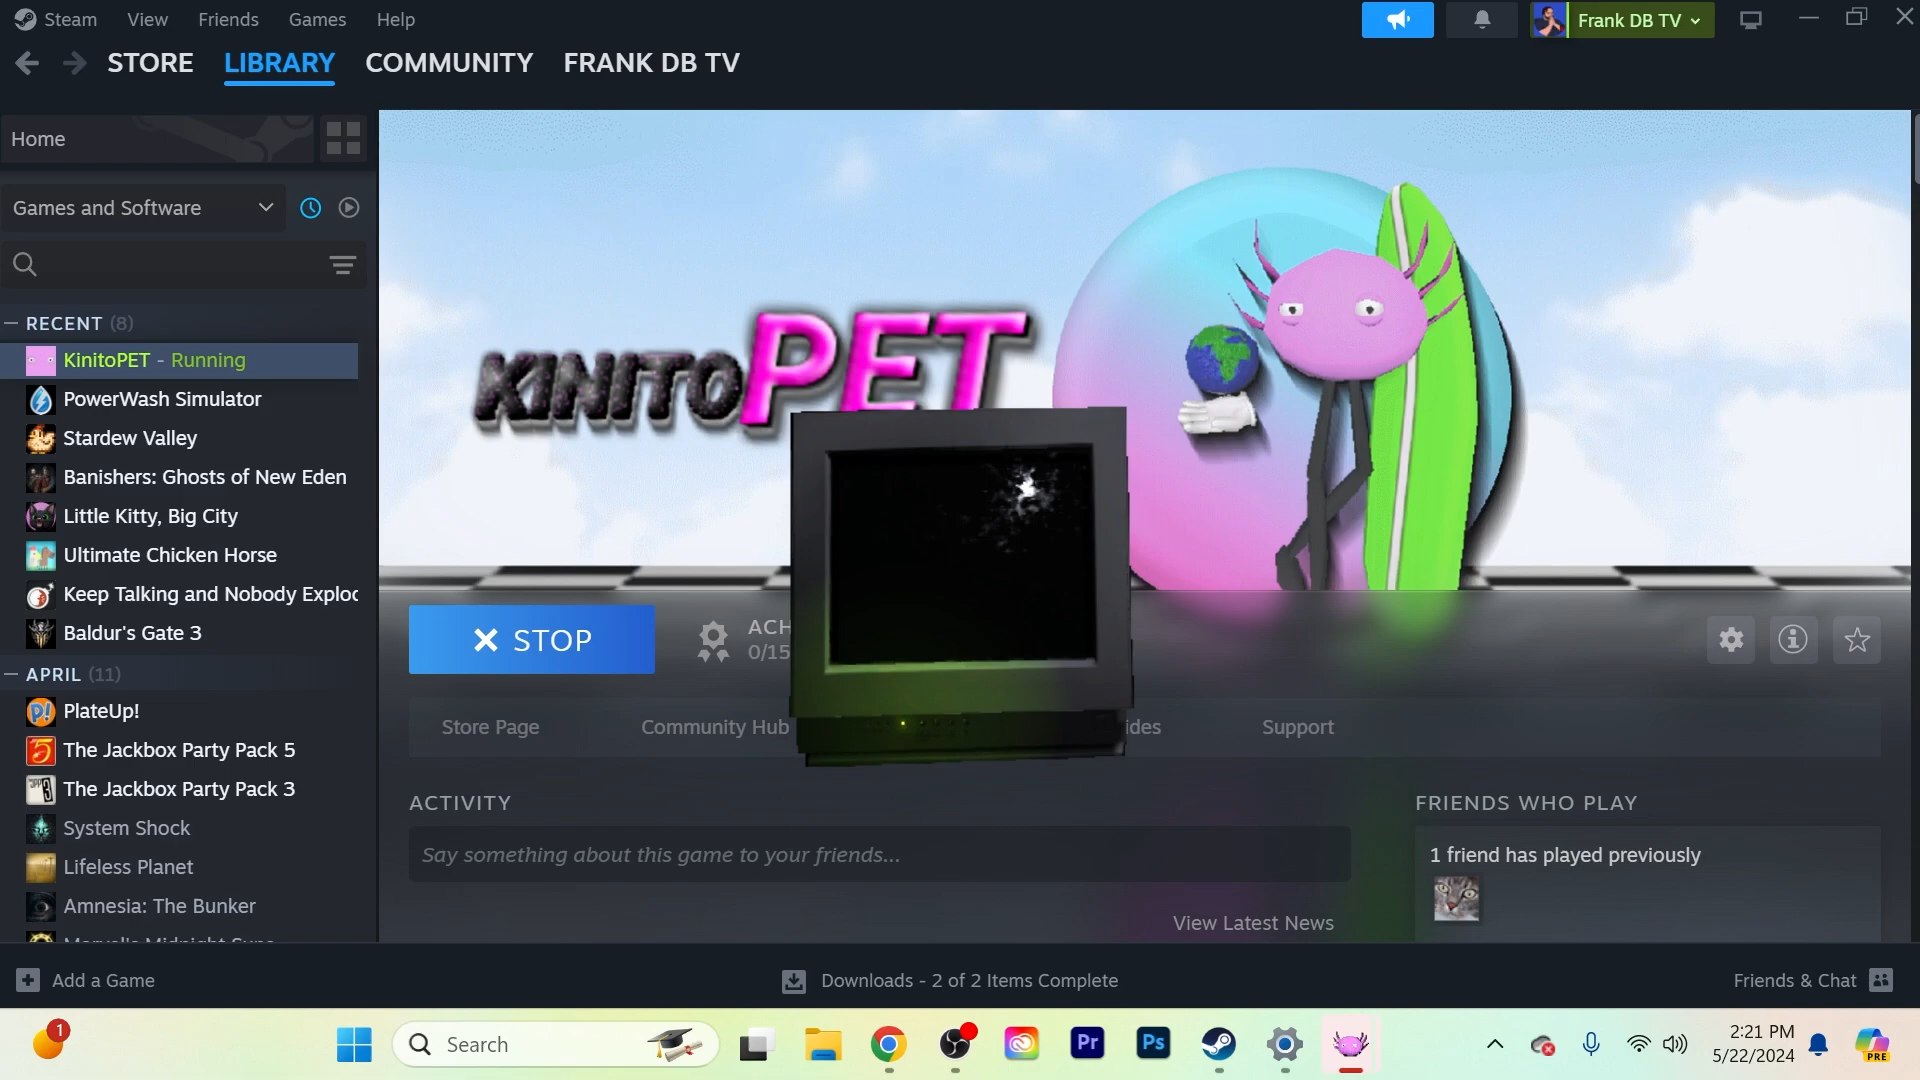 Steam View Friends Games Help
Frank DB TV
STORE LIBRARY COMMUNITY FRANK DB TV
Home
Games and Software
RECENT (8)
KinitoPET - Running
PowerWash Simulator
Stardew Valley
Banishers: Ghosts of New Eden
Little Kitty, Big City
Ultimate Chicken Horse
Keep Talking and Nobody Explo
Baldur's Gate 3
APRIL (11)
PlateUp!
The Jackbox Party Pack 5
The Jackbox Party Pack 3
System Shock
Lifeless Planet
Amnesia: The Bunker
KINITOPET
STOP
ACH
0/15
Store Page Community Hub ides Support
ACTIVITY
Say something about this game to your friends...
View Latest News
FRIENDS WHO PLAY
1 friend has played previously
Add a Game
Downloads - 2 of 2 Items Complete
Friends & Chat
1
Search
Pr
Ps
2:21 PM
5/22/2024
PRE